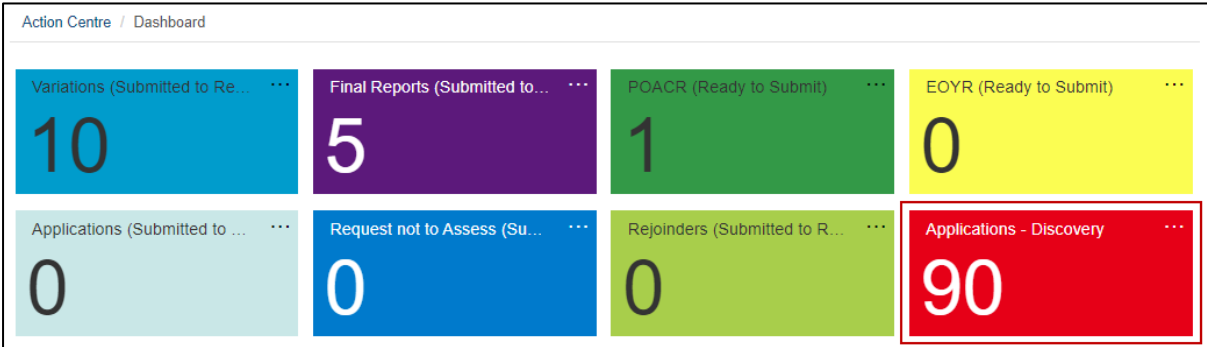 Action Centre / Dashboard
Variations (Submitted to Re... ...
10
Final Reports (Submitted to... ...
5
POACR (Ready to Submit) ...
1
EOYR (Ready to Submit) ...
0
Applications (Submitted to ... ...
0
Request not to Assess (Su... ...
0
Rejoinders (Submitted to R... ...
0
Applications - Discovery ...
90